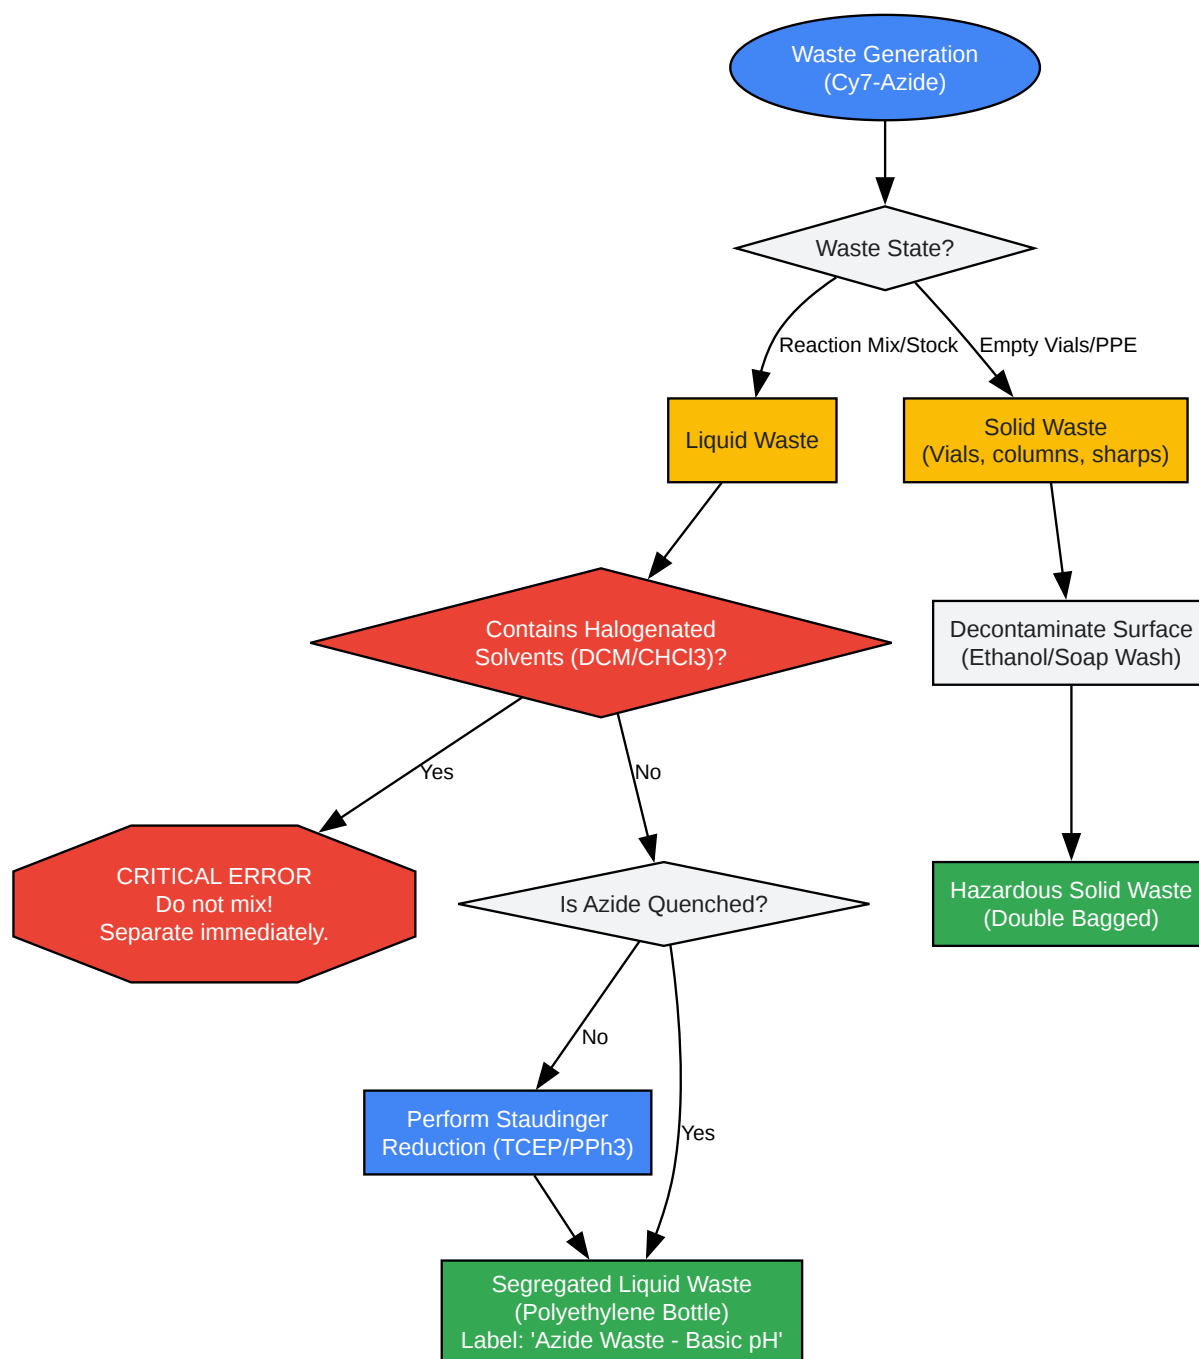 Waste Generation
(Cy7-Azide)
Waste State?
Reaction Mix/Stock
Empty Vials/PPE
Liquid Waste
Solid Waste
(Vials, columns, sharps)
Contains Halogenated
Solvents (DCM/CHCl3)?
Decontaminate Surface
(Ethanol/Soap Wash)
Yes
No
CRITICAL ERROR
Do not mix!
Separate immediately.
Is Azide Quenched?
Hazardous Solid Waste
(Double Bagged)
No
Yes
Perform Staudinger
Reduction (TCEP/PPh3)
Segregated Liquid Waste
(Polyethylene Bottle)
Label: 'Azide Waste - Basic pH'